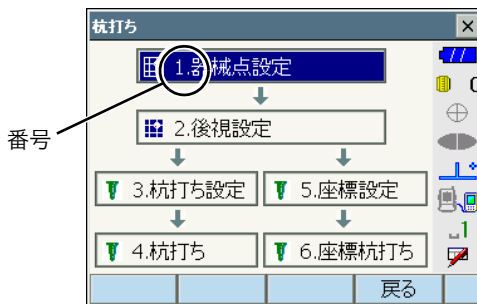 杭打ち
1.器械点設定
番号
2.後視設定
3.杭打ち設定
5.座標設定
4.杭打ち
6.座標杭打ち
1
戻る